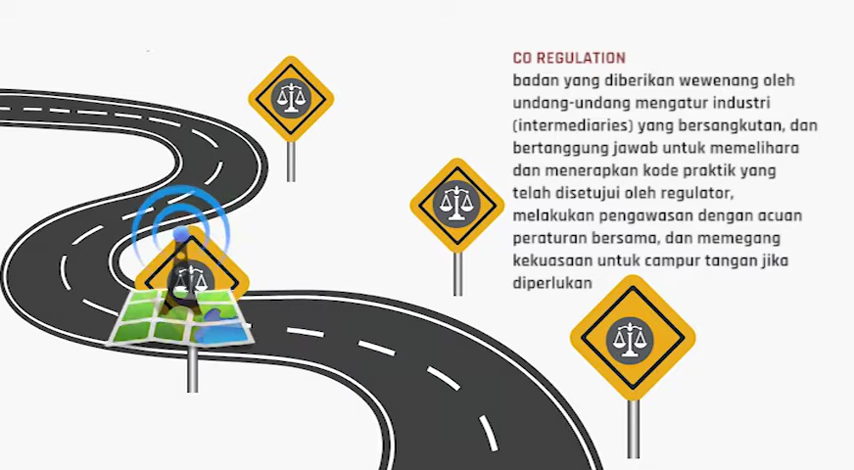 CO REGULATION
badan yang diberikan wewenang oleh
undang-undang mengatur industri
(intermediaries) yang bersangkutan, dan
bertanggung jawab untuk memelihara
dan menerapkan kode praktik yang
telah disetujui oleh regulator,
melakukan pengawasan dengan acuan
peraturan bersama, dan memegang
kekuasaan untuk campur tangan jika
diperlukan